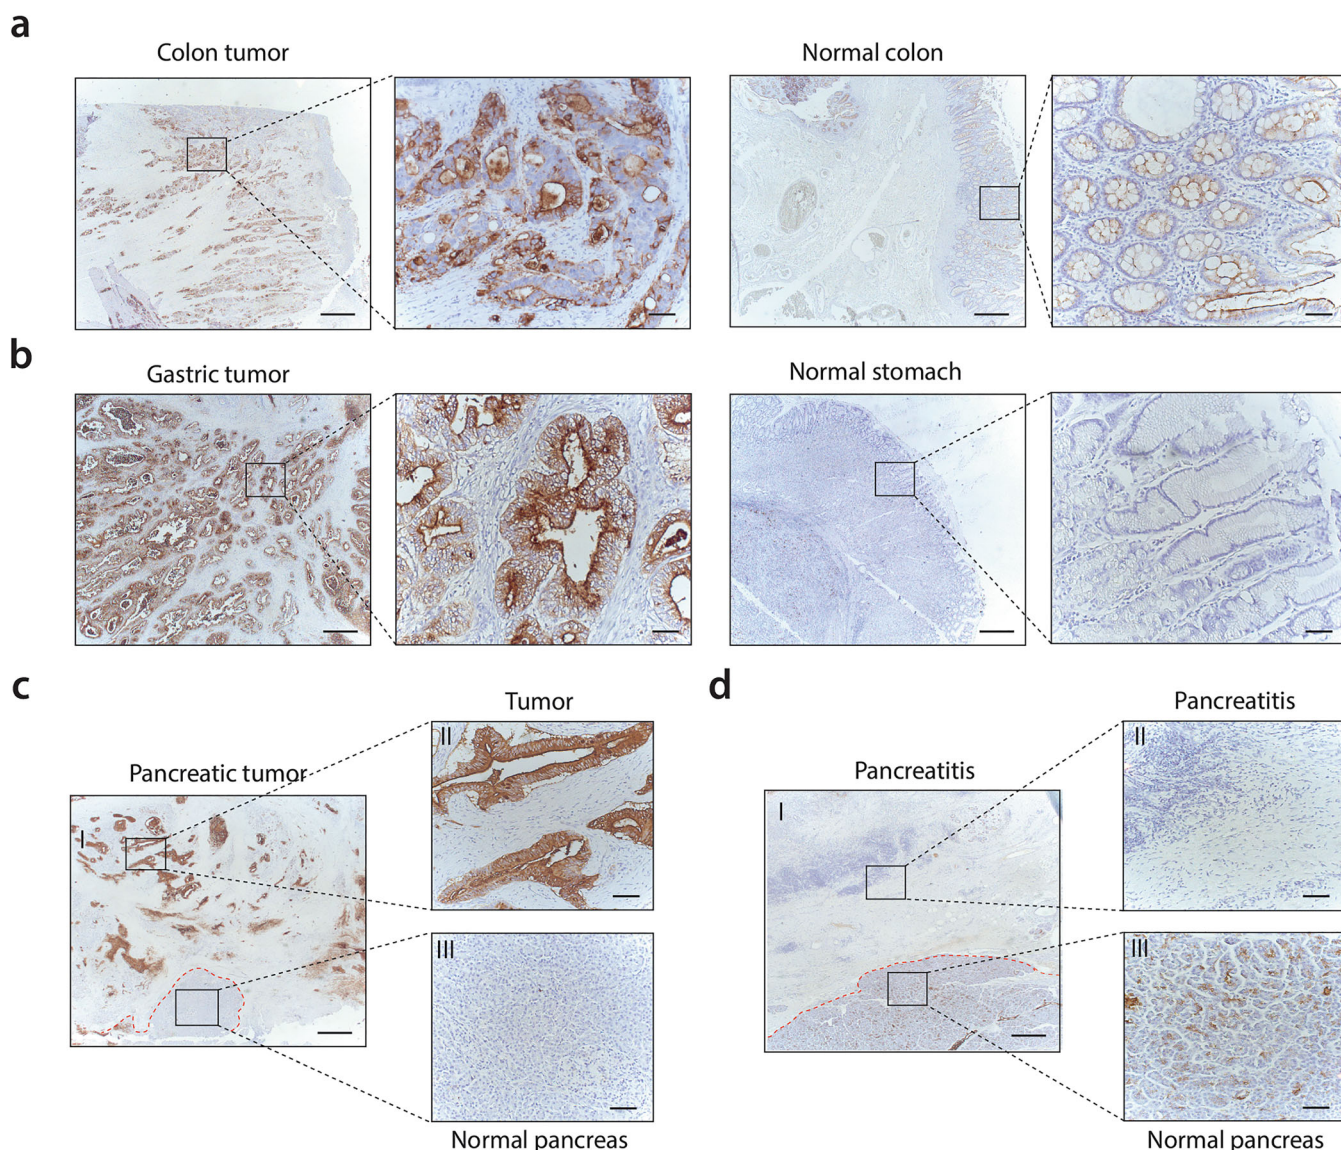 a
Colon tumor
Normal colon
b
Gastric tumor
Normal stomach
c
Tumor
II
Pancreatic tumor
I
III
Normal pancreas
d
Pancreatitis
II
Pancreatitis
I
III
Normal pancreas